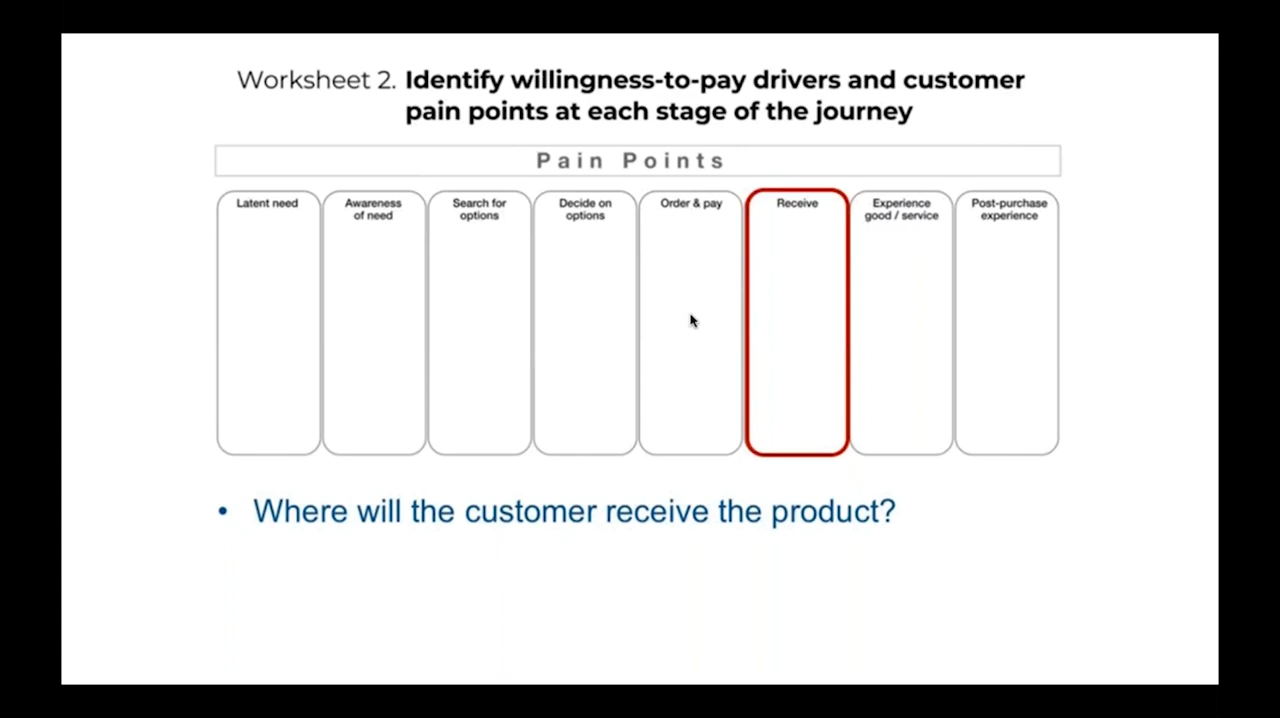 Worksheet 2. Identify willingness-to-pay drivers and customer
pain points at each stage of the journey
Pain Points
Latent need
Awareness
of need
Search for
options
Decide on
options
Order & pay
Receive
Experience
good / service
Post-purchase
experience
• Where will the customer receive the product?